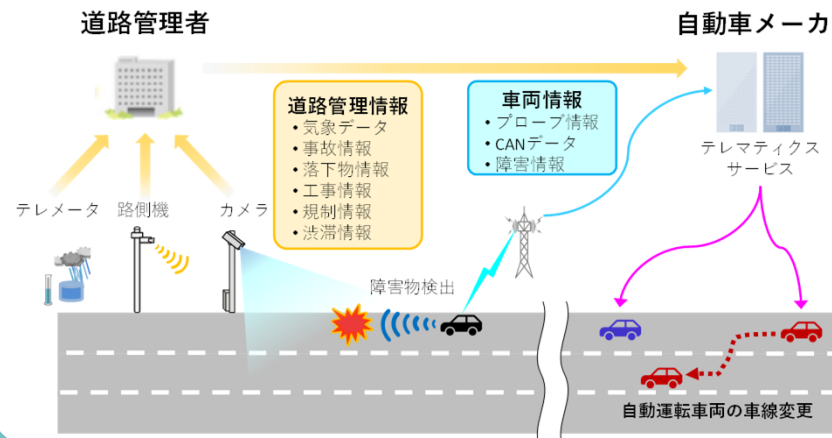 道路管理者
自動車メーカ
道路管理情報
• 気象データ
• 事故情報
• 落下物情報
• 工事情報
• 規制情報
• 渋滞情報
車両情報
• プローブ情報
• CANデータ
• 障害情報
テレマティクス
サービス
テレメータ
路側機
カメラ
障害物検出
自動運転車両の車線変更